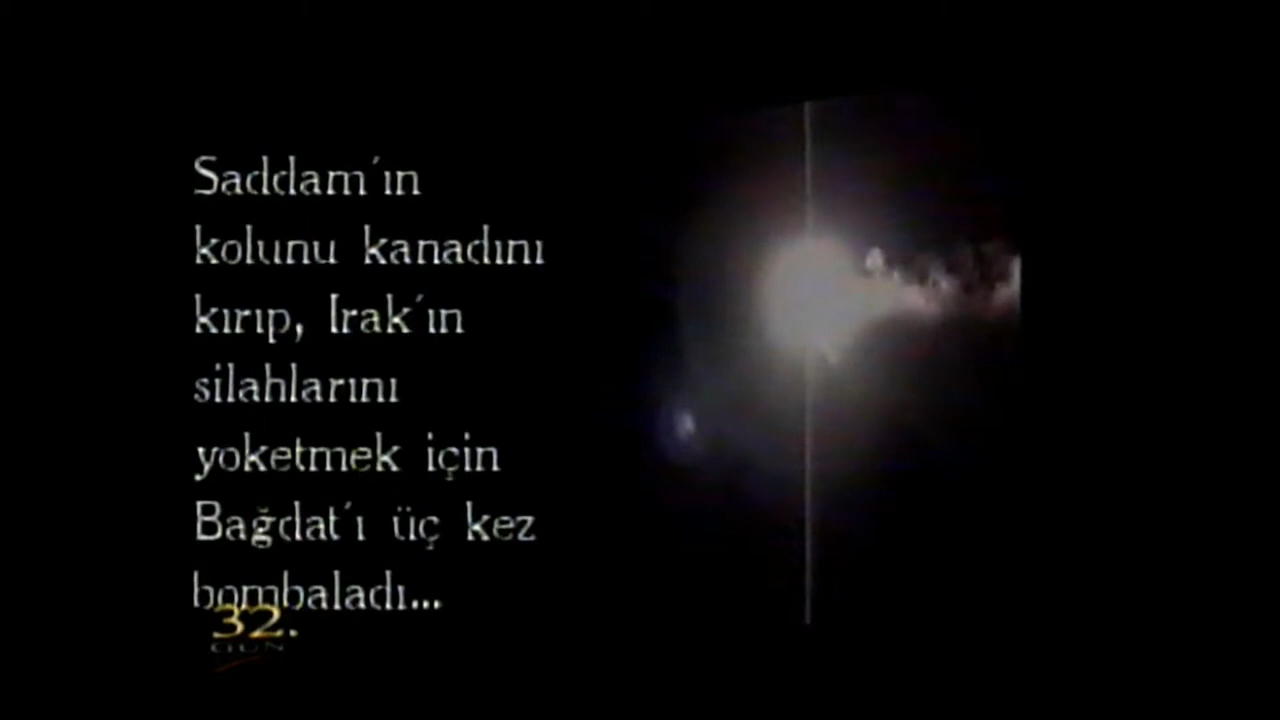 Saddam´ın
kolunu kanadını
kırıp, Irak´ın
silahlarını
yoketmek için
Bağdat´ı üç kez
bombaladı...
32.
GÜN